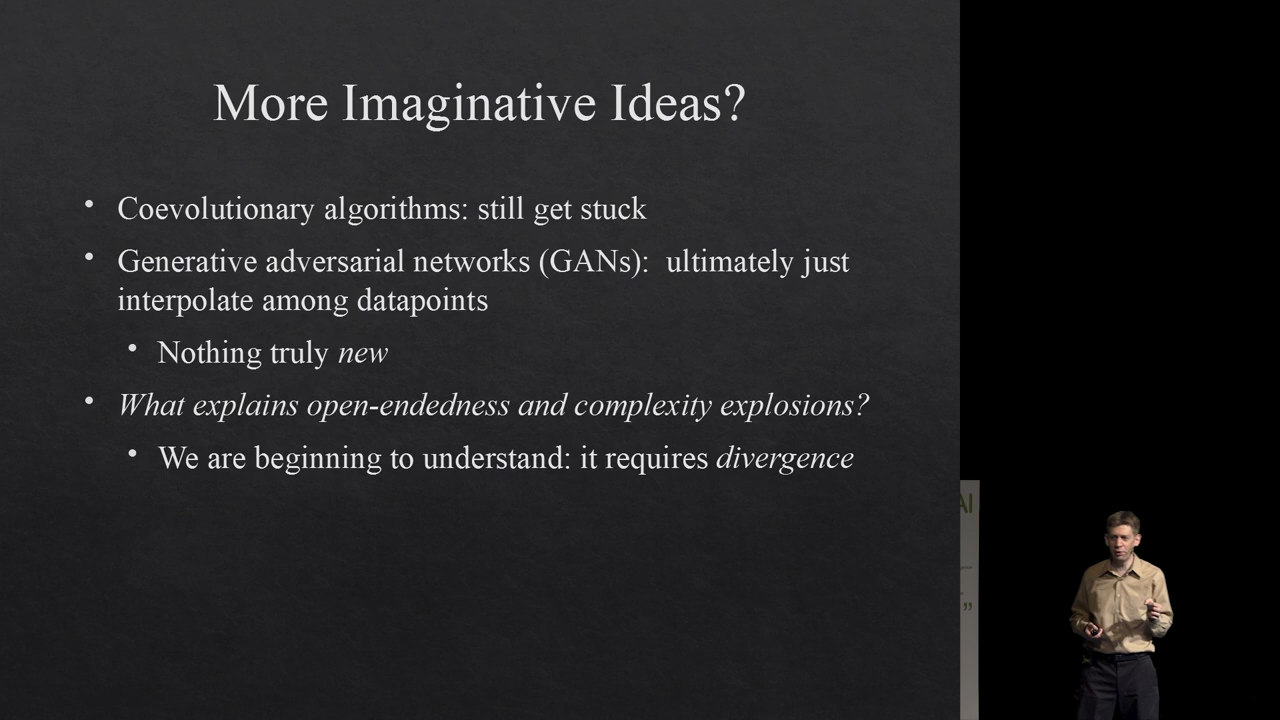 More Imaginative Ideas?
• Coevolutionary algorithms: still get stuck
• Generative adversarial networks (GANs):  ultimately just
interpolate among datapoints
• Nothing truly new
• What explains open-endedness and complexity explosions?
• We are beginning to understand: it requires divergence
AI
”